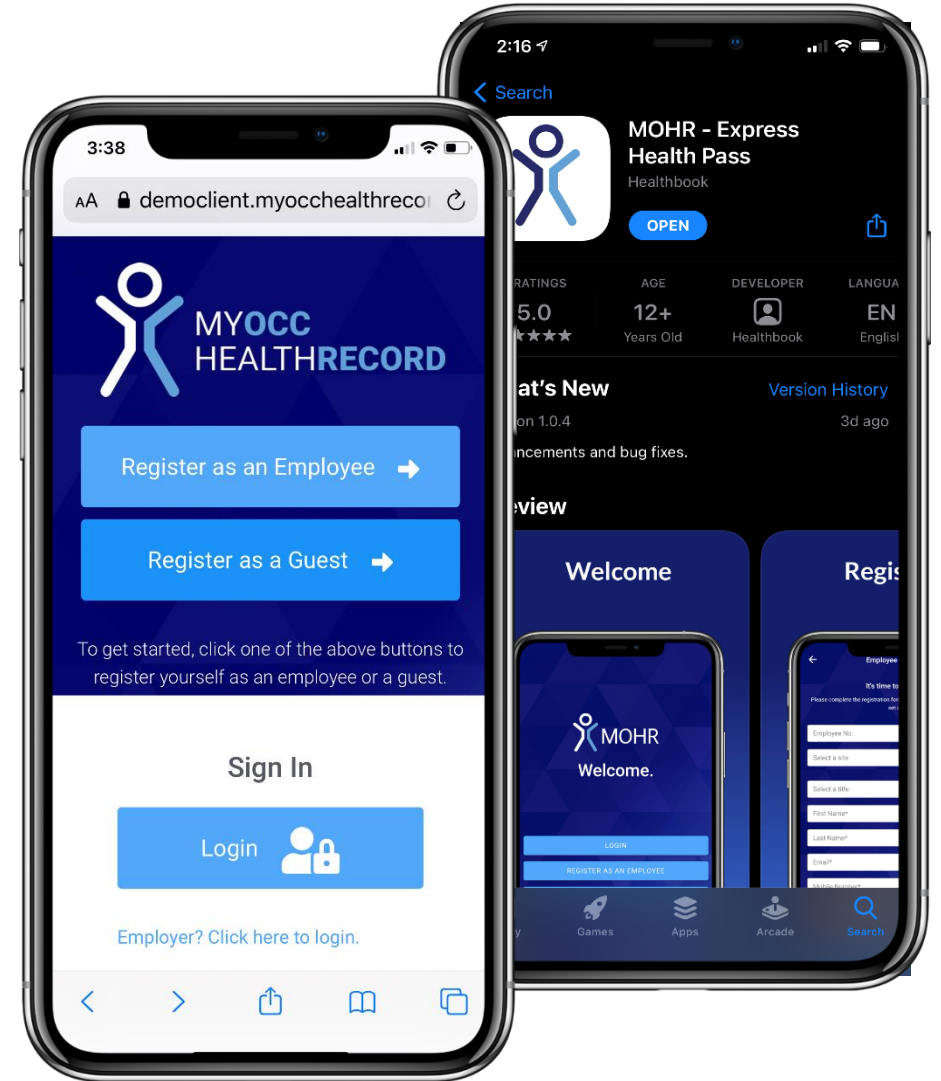 3:38
AA democlient.myocchealthreco
MYOCC
HEALTHRECORD
Register as an Employee
Register as a Guest
To get started, click one of the above buttons to
register yourself as an employee or a guest.
Sign In
Login
Employer? Click here to login.
2:16
Search
MOHR - Express
Health Pass
Healthbook
OPEN
RATINGS
5.0
AGE
12+
Years Old
DEVELOPER
Healthbook
LANGUA
EN
Englis
at's New
Version History
on 1.0.4
3d ago
ncements and bug fixes.
eview
Welcome
MOHR
Welcome.
LOGIN
REGISTER AS AN EMPLOYEE
Regis
Employee
It's time to
Please complete the registration for
Employee No.
Select a site
Select a title
First Name*
Last Name*
Email*
Mobile Number*
y
Games
Apps
Arcade
Search